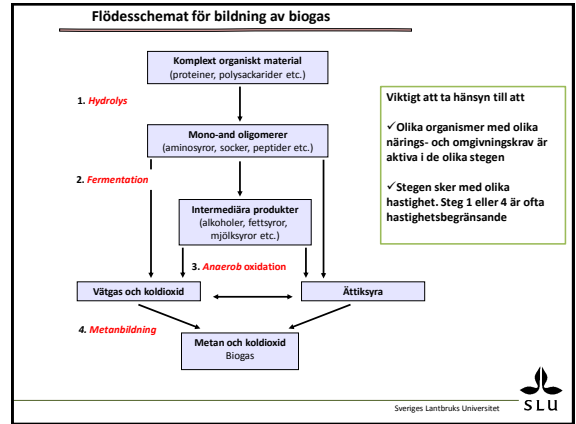 Flödesschemat för bildning av biogas
Komplext organiskt material
(proteiner, polysackarider etc.)
1. Hydrolys
Mono-and oligomerer
(aminosyror, socker, peptider etc.)
2. Fermentation
Intermediära produkter
(alkoholer, fettsyror,
mjölksyror etc.)
3. Anaerob oxidation
Vätgas och koldioxid
Ättiksyra
4. Metanbildning
Metan och koldioxid
Biogas
Viktigt att ta hänsyn till att
✓Olika organismer med olika
närings- och omgivningskrav är
aktiva i de olika stegen
✓Stegen sker med olika
hastighet. Steg 1 eller 4 är ofta
hastighetsbegränsande
Sveriges Lantbruks Universitet
SLU